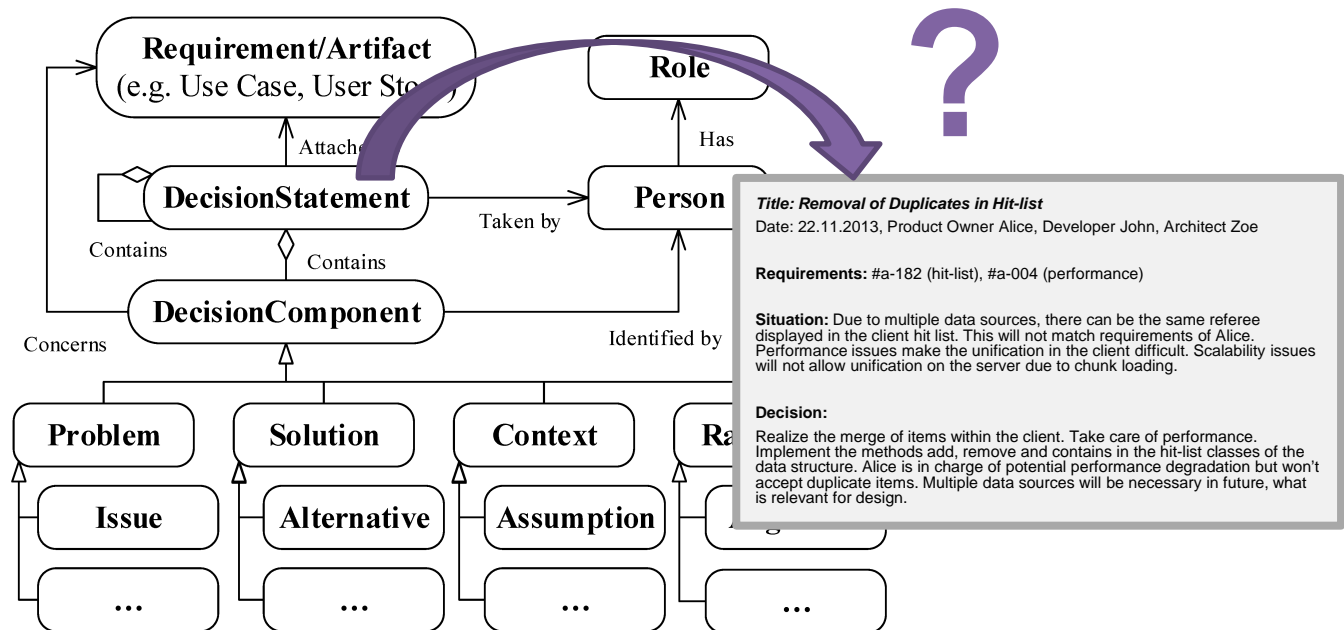 ?
Requirement/Artifact
(e.g. Use Case, User Sto
Role
Attache
Has
DecisionStatement
Person
Taken by
Contains
Contains
DecisionComponent
Concerns
Identified by
Problem
Solution
Context
Ra
Issue
Alternative
Assumption
...
...
...
...
Title: Removal of Duplicates in Hit-list
Date: 22.11.2013, Product Owner Alice, Developer John, Architect Zoe
Requirements: #a-182 (hit-list), #a-004 (performance)
Situation: Due to multiple data sources, there can be the same referee
displayed in the client hit list. This will not match requirements of Alice.
Performance issues make the unification in the client difficult. Scalability issues
will not allow unification on the server due to chunk loading.
Decision:
Realize the merge of items within the client. Take care of performance.
Implement the methods add, remove and contains in the hit-list classes of the
data structure. Alice is in charge of potential performance degradation but won't
accept duplicate items. Multiple data sources will be necessary in future, what
is relevant for design.